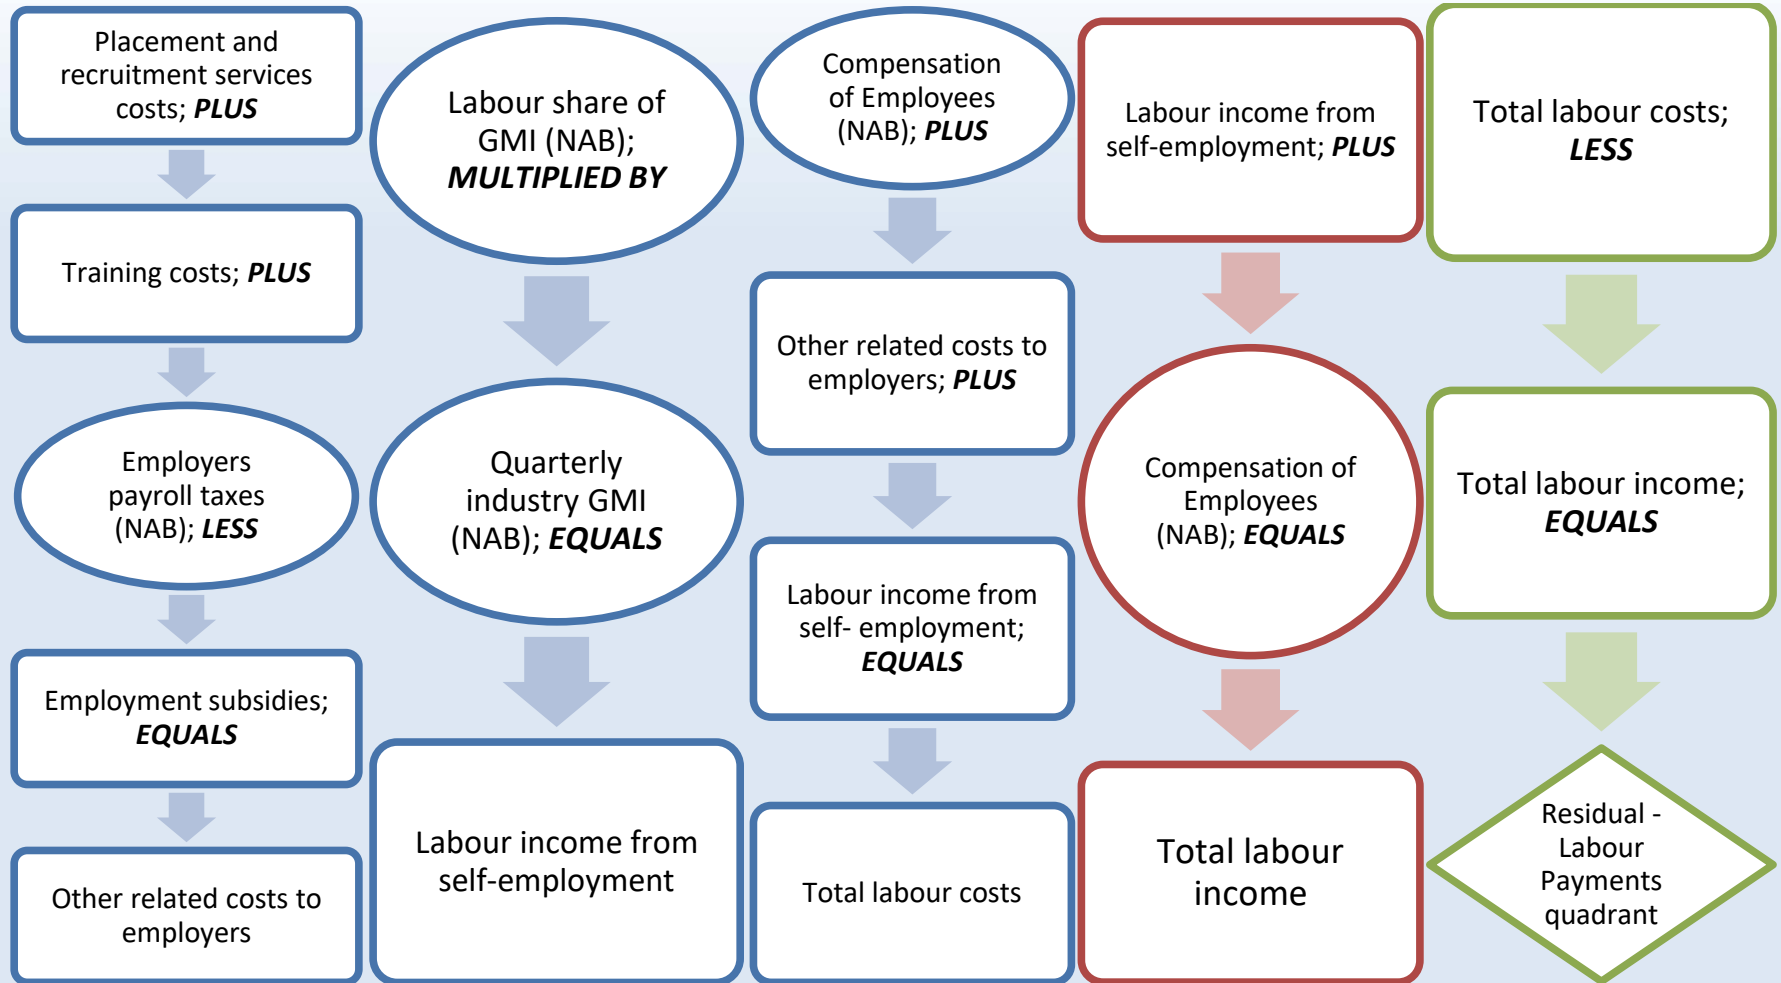 Placement and
recruitment services
costs; PLUS
Training costs; PLUS
Employers
payroll taxes
(NAB); LESS
Employment subsidies;
EQUALS
Other related costs to
employers
Labour share of
GMI (NAB);
MULTIPLIED BY
Quarterly
industry GMI
(NAB); EQUALS
Labour income from
self-employment
Compensation
of Employees
(NAB); PLUS
Other related costs to
employers; PLUS
Labour income from
self- employment;
EQUALS
Total labour costs
Labour income from
self-employment; PLUS
Compensation of
Employees
(NAB); EQUALS
Total labour
income
Total labour costs;
LESS
Total labour income;
EQUALS
Residual -
Labour
Payments
quadrant